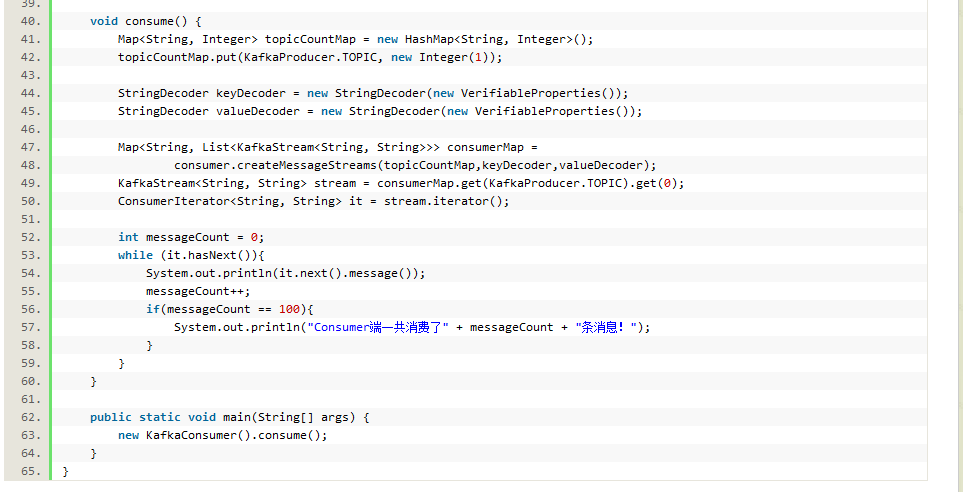 39.
40. void consume() {
41. Map<String, Integer> topicCountMap = new HashMap<String, Integer>();
42. topicCountMap.put(KafkaProducer.TOPIC, new Integer(1));
43.
44. StringDecoder keyDecoder = new StringDecoder(new VerifiableProperties());
45. StringDecoder valueDecoder = new StringDecoder(new VerifiableProperties());
46.
47. Map<String, List<KafkaStream<String, String>>> consumerMap =
48. consumer.createMessageStreams(topicCountMap,keyDecoder,valueDecoder);
49. KafkaStream<String, String> stream = consumerMap.get(KafkaProducer.TOPIC).get(0);
50. ConsumerIterator<String, String> it = stream.iterator();
51.
52. int messageCount = 0;
53. while (it.hasNext()){
54. System.out.println(it.next().message());
55. messageCount++;
56. if(messageCount == 100){
57. System.out.println("Consumer端一共消费了" + messageCount + "条消息！");
58. }
59. }
60. }
61.
62. public static void main(String[] args) {
63. new KafkaConsumer().consume();
64. }
65. }